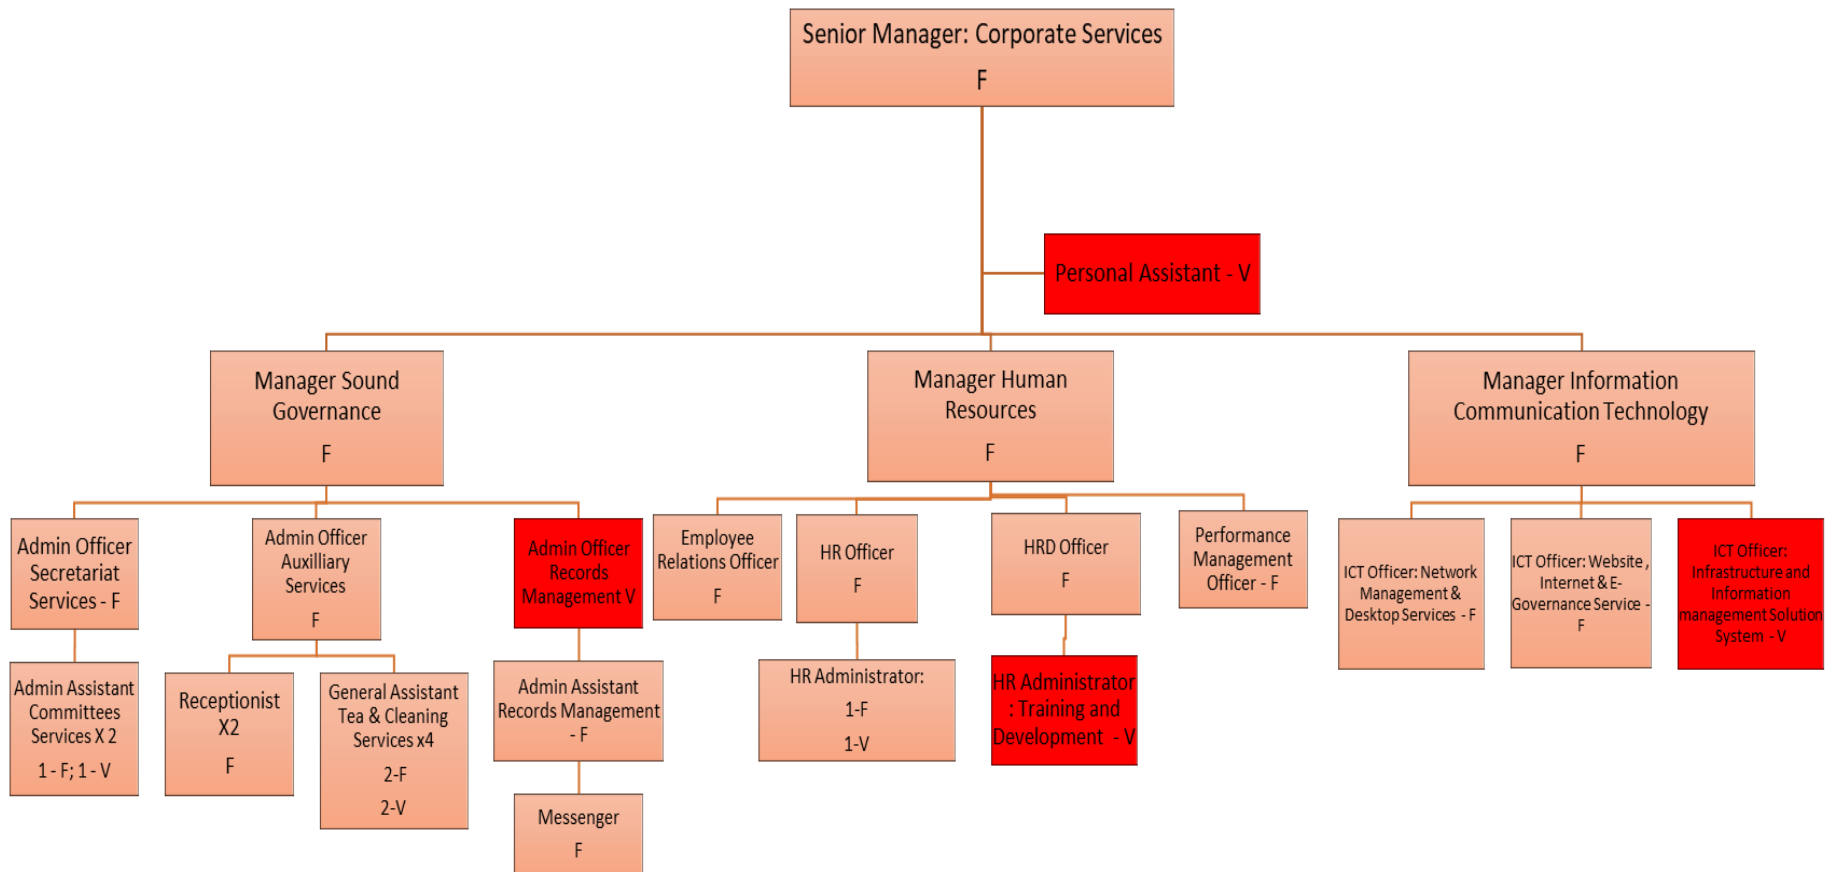 Senior Manager: Corporate Services
F
Personal Assistant - V
Manager Sound
Governance
F
Manager Human
Resources
F
Manager Information
Communication Technology
F
Admin Officer
Secretariat
Services - F
Admin Officer
Auxilliary
Services
F
Admin Officer
Records
Management V
Employee
Relations Officer
F
HR Officer
F
HRD Officer
F
Performance
Management
Officer - F
ICT Officer: Network
Management &
Desktop Services - F
ICT Officer: Website ,
Internet & E-
Governance Service -
F
ICT Officer:
Infrastructure and
Information
management Solution
System - V
Admin Assistant
Committees
Services X 2
1 - F; 1 - V
Receptionist
X2
F
General Assistant
Tea & Cleaning
Services x4
2-F
2-V
Admin Assistant
Records Management
- F
HR Administrator:
1-F
1-V
HR Administrator
: Training and
Development - V
Messenger
F